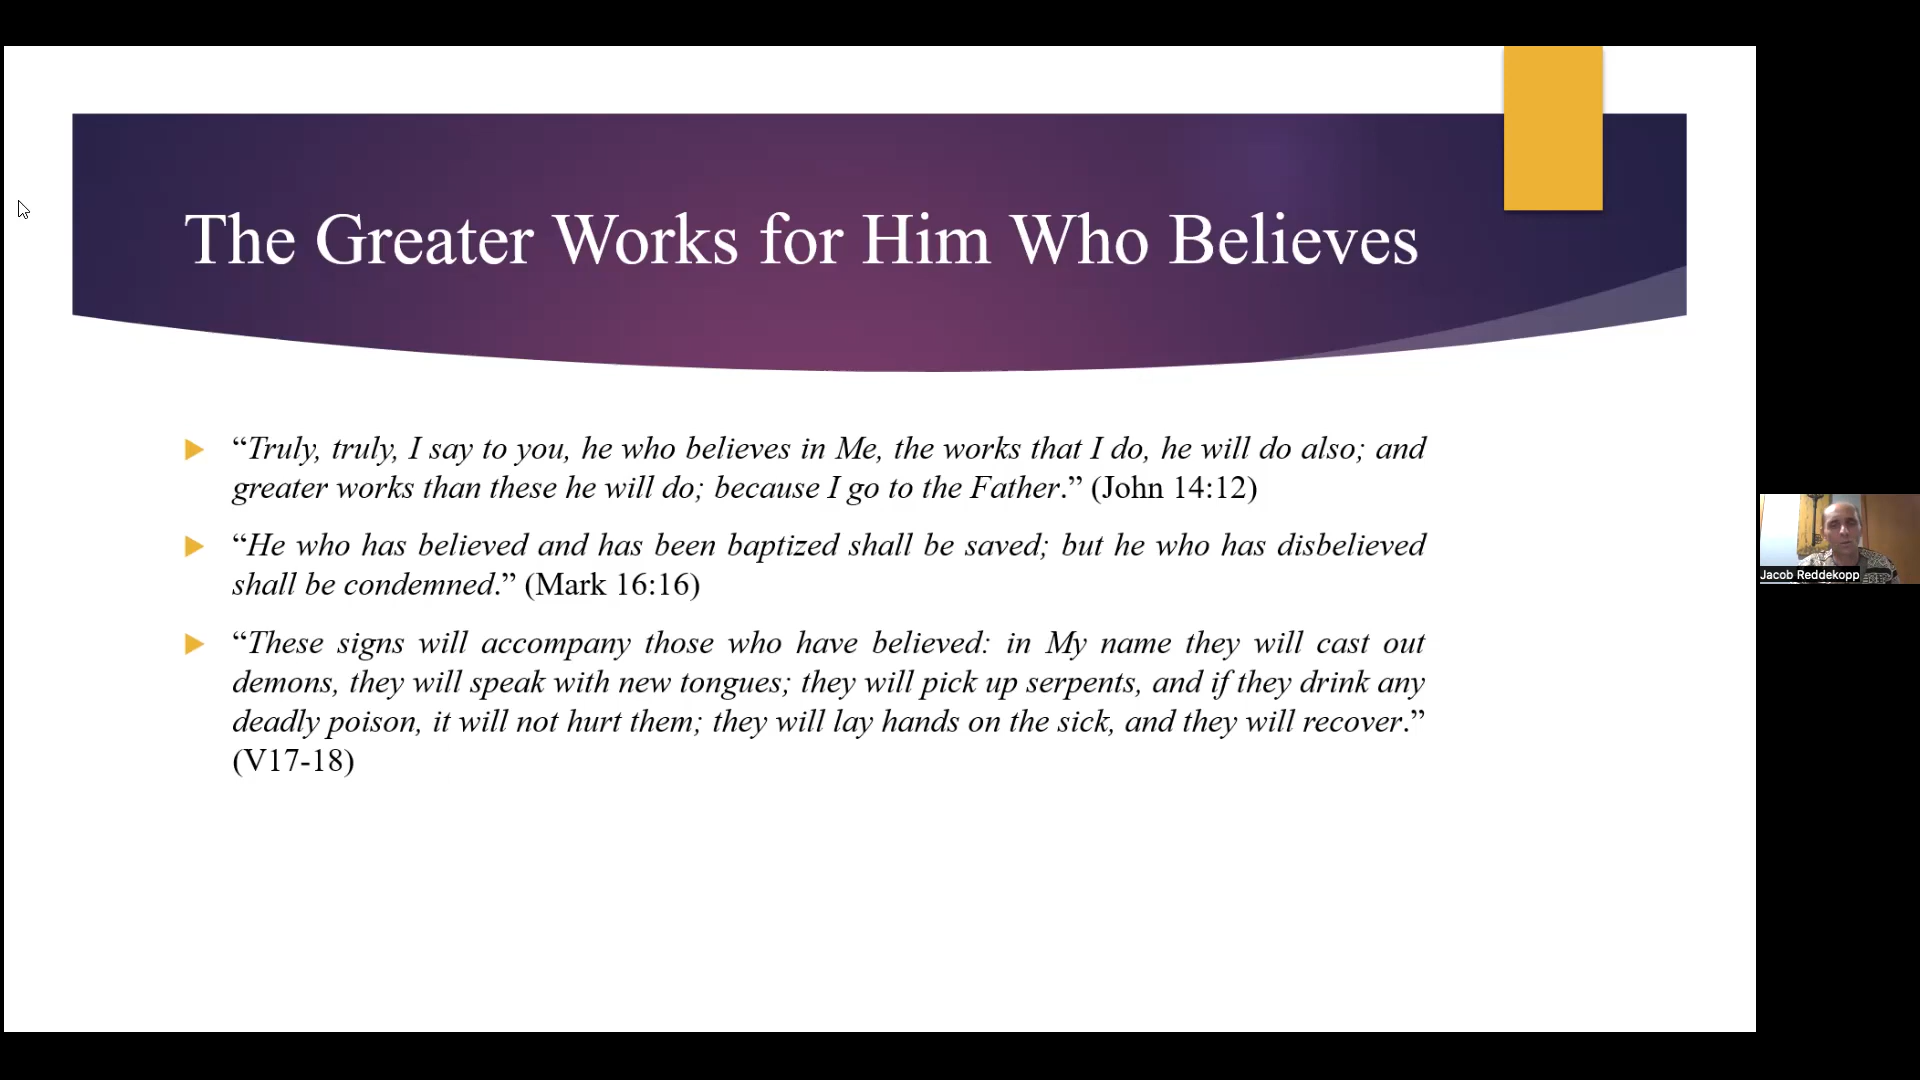 The Greater Works for Him Who Believes
“Truly, truly, I say to you, he who believes in Me, the works that I do, he will do also; and
greater works than these he will do; because I go to the Father.” (John 14:12)
“He who has believed and has been baptized shall be saved; but he who has disbelieved
shall be condemned.” (Mark 16:16)
“These signs will accompany those who have believed: in My name they will cast out
demons, they will speak with new tongues; they will pick up serpents, and if they drink any
deadly poison, it will not hurt them; they will lay hands on the sick, and they will recover.”
(V17-18)
Jacob Reddekopp